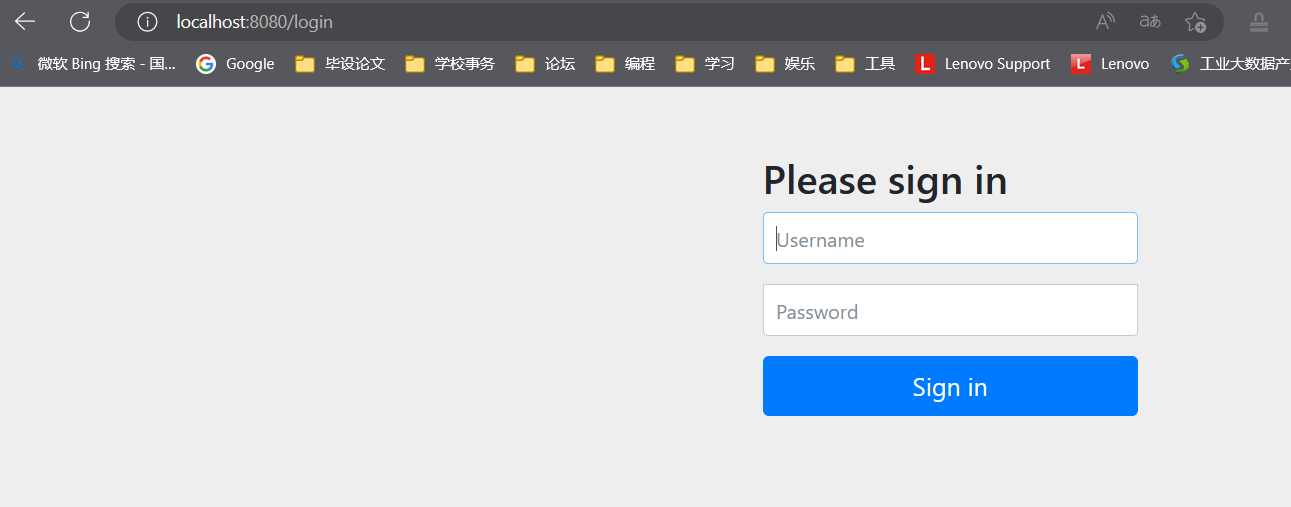 localhost:8080/login
微软 Bing 搜索 - 国... Google 毕设论文 学校事务 论坛 编程 学习 娱乐 工具 Lenovo Support Lenovo 工业大数据产
Please sign in
Username
Password
Sign in